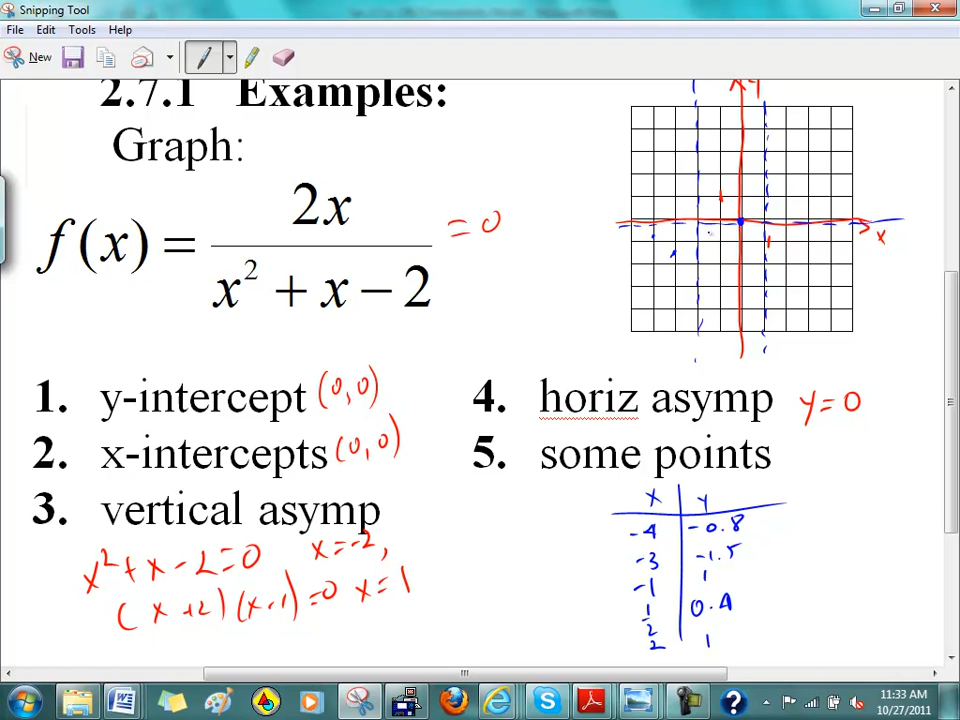 Snipping Tool
File Edit Tools Help
New
2.7.1 Examples:
Graph:
f(x) = 2x / x² + x − 2 = 0
y
x
1. y-intercept (0,0)
2. x-intercepts (0,0)
3. vertical asymp
x²+x-2=0 x=-2,
(x+2)(x-1)=0 x=1
4. horiz asymp y=0
5. some points
x y
-4 -0.8
-3 -1.5
-1 1
1/2 0.4
2 1
11:33 AM
10/27/2011